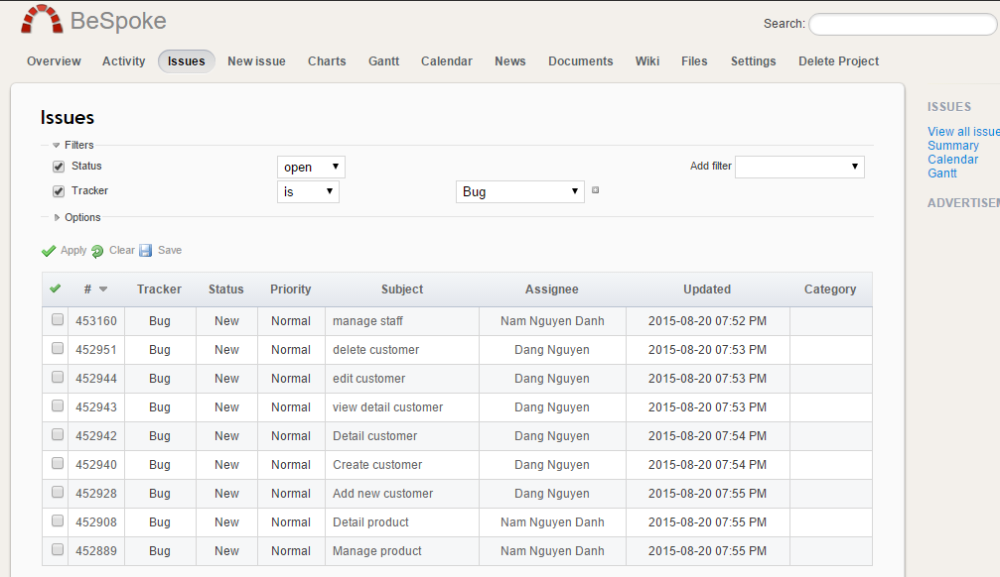 BeSpoke
Search:
Overview Activity Issues New issue Charts Gantt Calendar News Documents Wiki Files Settings Delete Project
Issues
Filters
Status open Add filter
Tracker is Bug
Options
Apply Clear Save
# Tracker Status Priority Subject Assignee Updated Category
453160 Bug New Normal manage staff Nam Nguyen Danh 2015-08-20 07:52 PM
452951 Bug New Normal delete customer Dang Nguyen 2015-08-20 07:53 PM
452944 Bug New Normal edit customer Dang Nguyen 2015-08-20 07:53 PM
452943 Bug New Normal view detail customer Dang Nguyen 2015-08-20 07:53 PM
452942 Bug New Normal Detail customer Dang Nguyen 2015-08-20 07:54 PM
452940 Bug New Normal Create customer Dang Nguyen 2015-08-20 07:54 PM
452928 Bug New Normal Add new customer Dang Nguyen 2015-08-20 07:55 PM
452908 Bug New Normal Detail product Nam Nguyen Danh 2015-08-20 07:55 PM
452889 Bug New Normal Manage product Nam Nguyen Danh 2015-08-20 07:55 PM
ISSUES
View all issue
Summary
Calendar
Gantt
ADVERTISEM